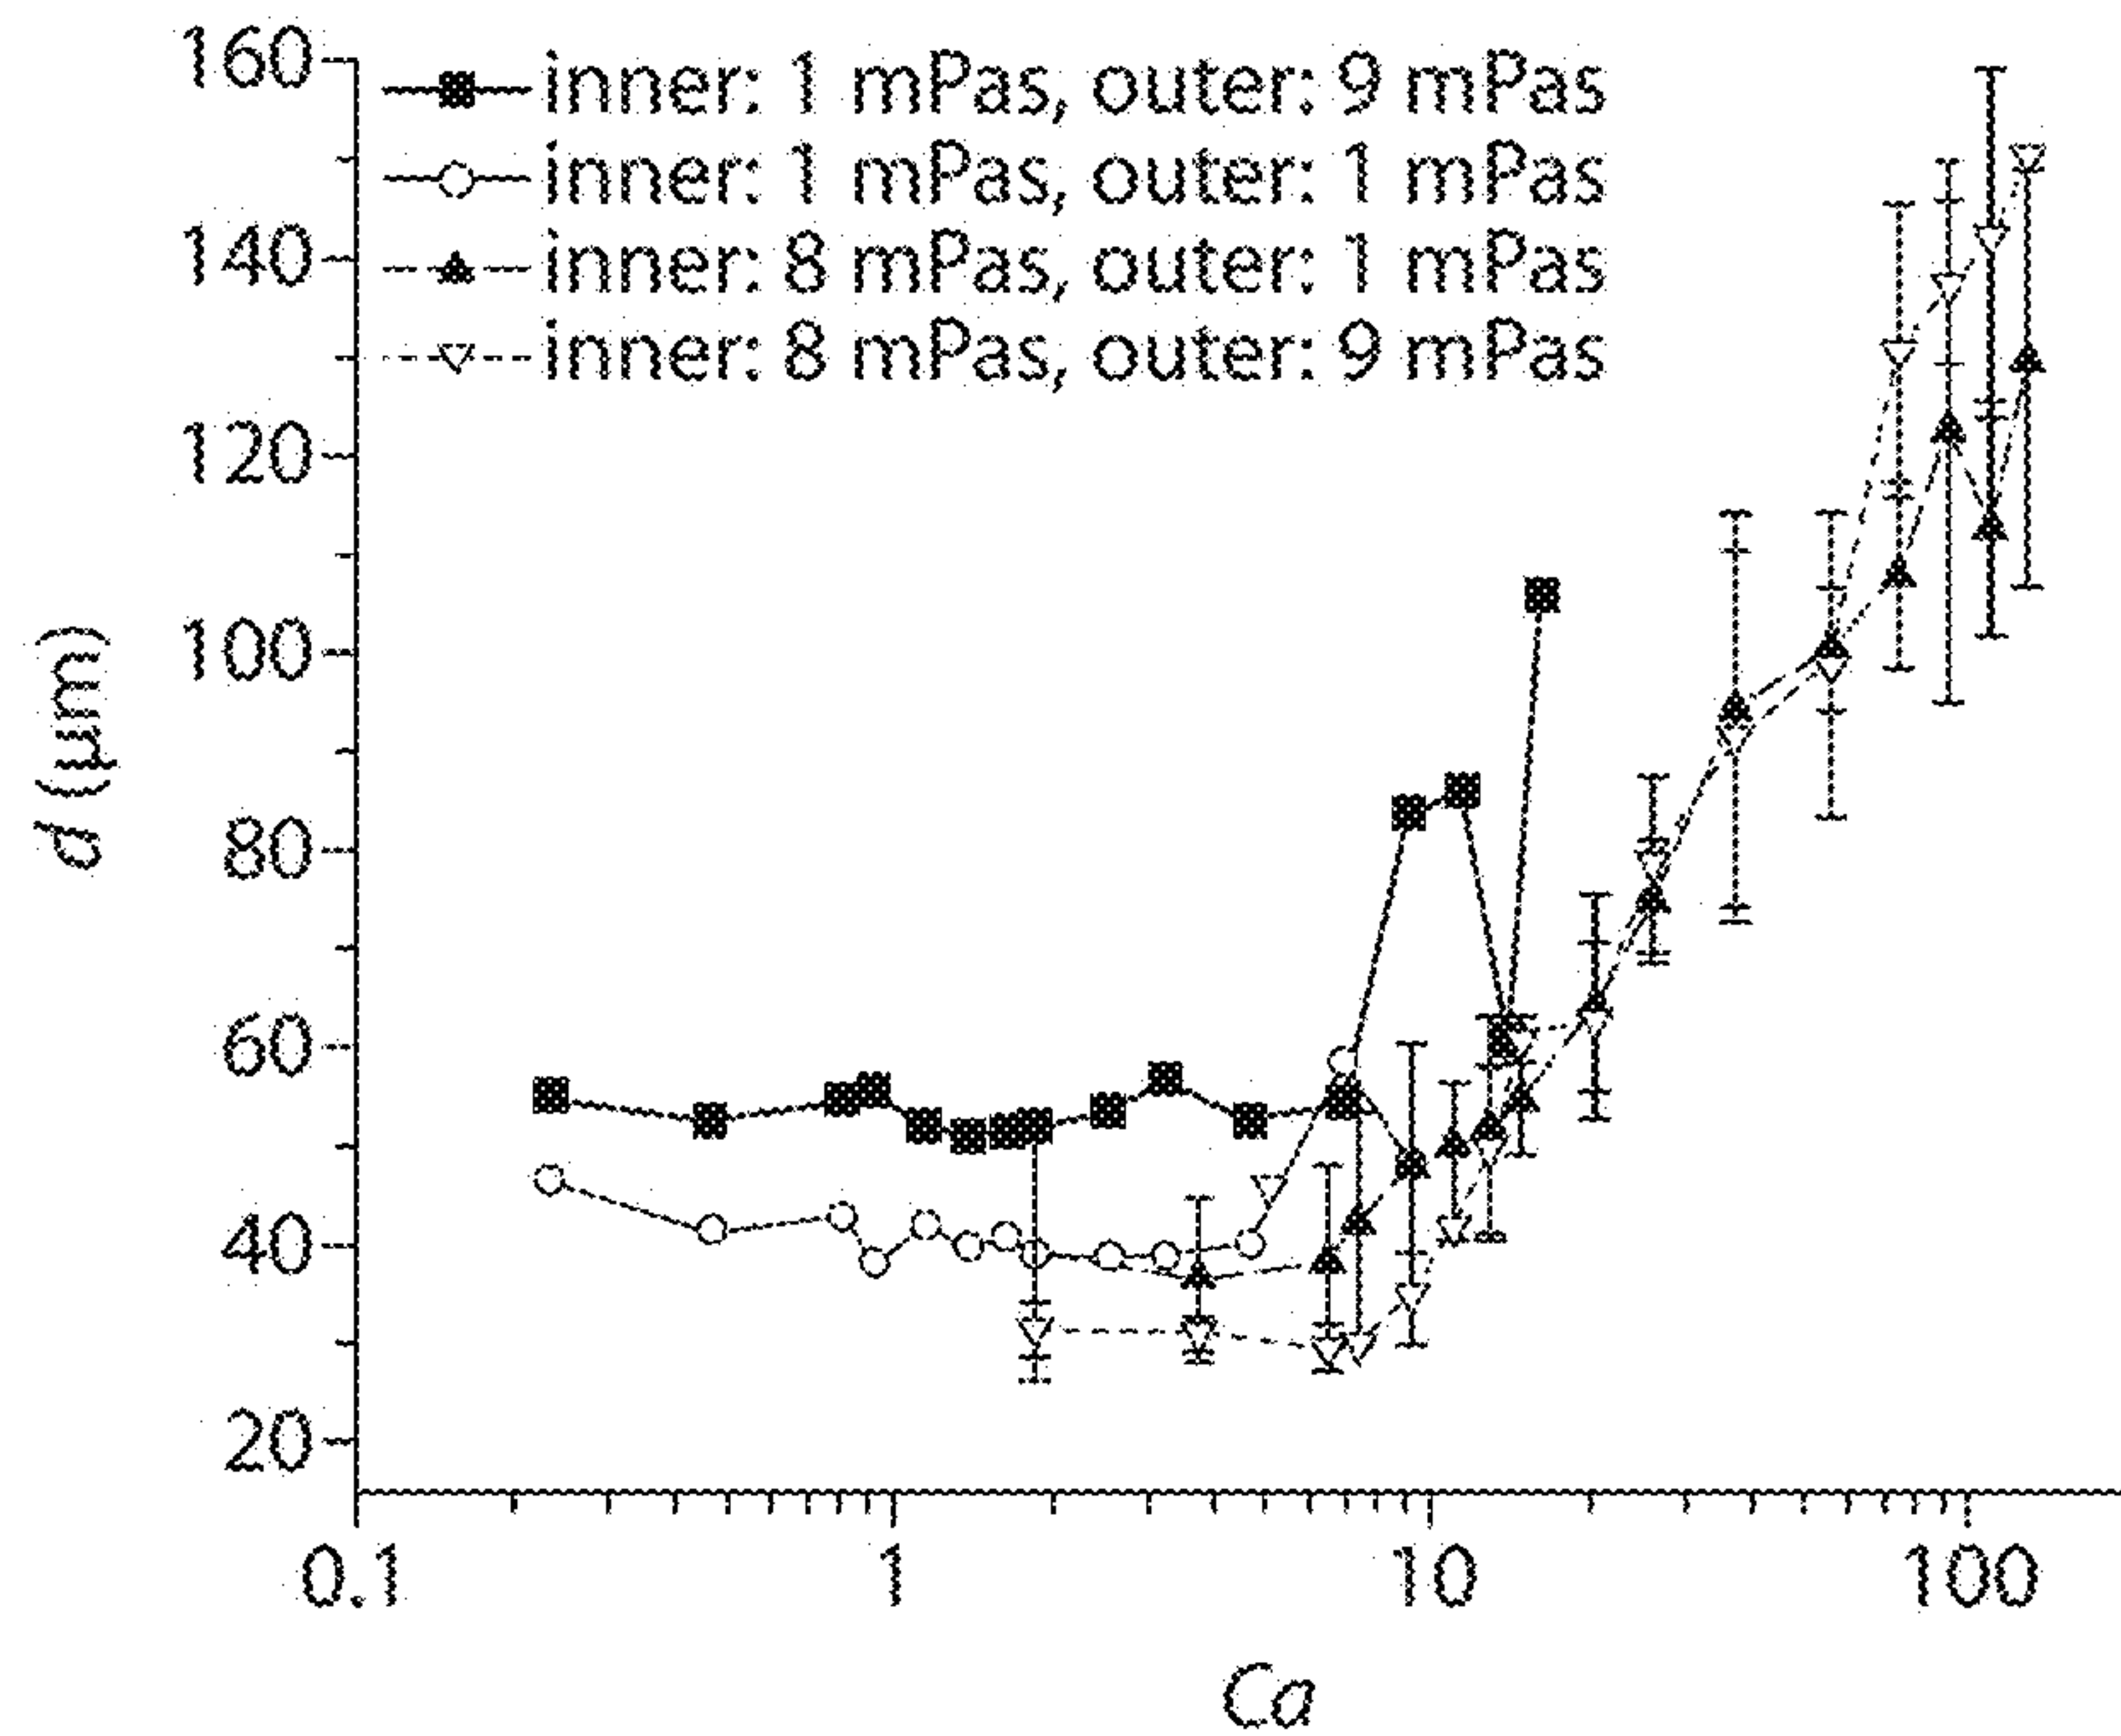 160
inner: 1 mPas, outer: 9 mPas
inner: 1 mPas, outer: 1 mPas
140
inner: 8 mPas, outer: 1 mPas
inner: 8 mPas, outer: 9 mPas
120
100
d (µm)
80
60
40
20
0.1 1 10 100
Ca